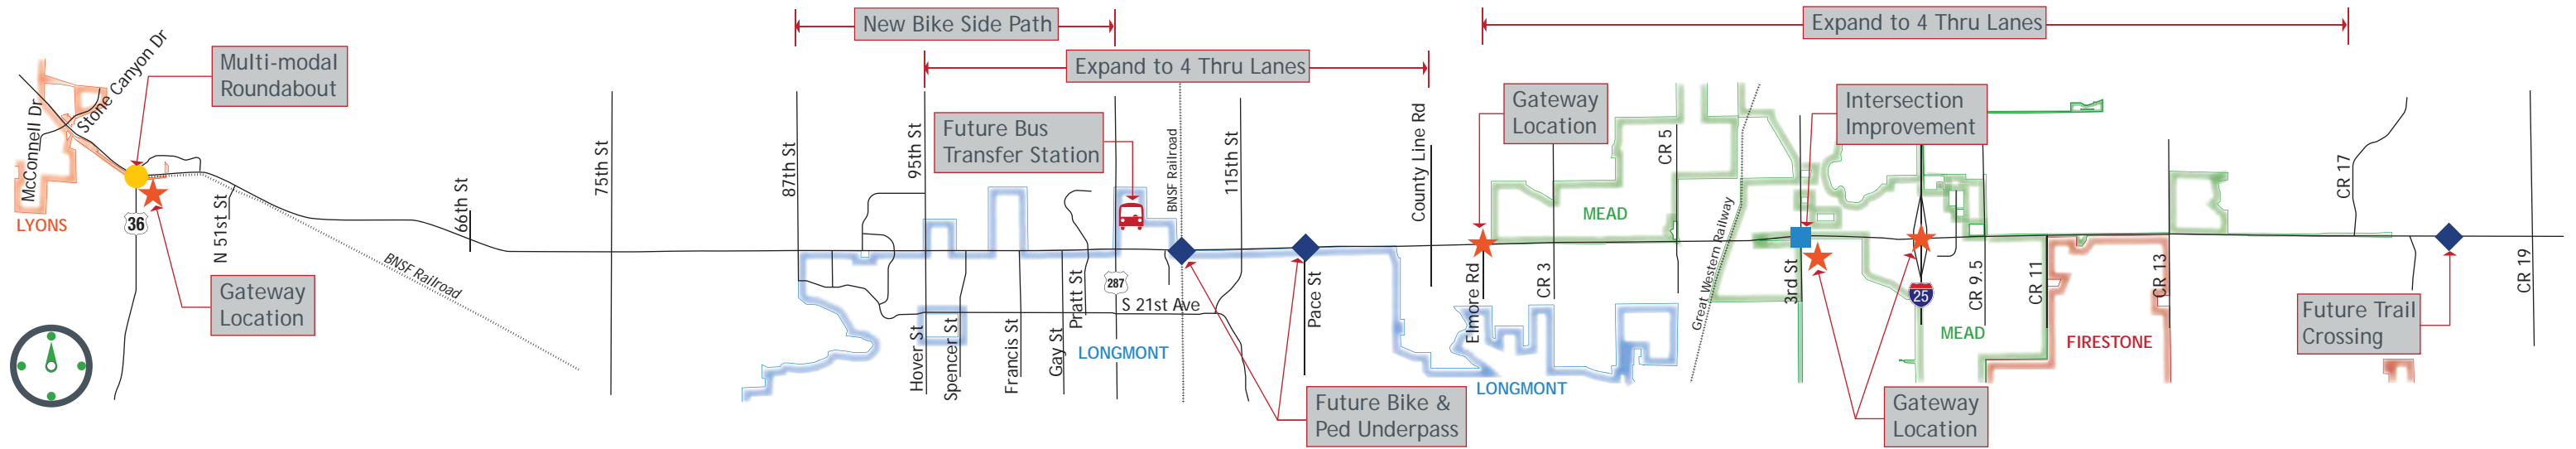 New Bike Side Path
Expand to 4 Thru Lanes
Expand to 4 Thru Lanes
Multi-modal
Roundabout
Stone Canyon Dr
McConnell Dr
LYONS
36
Gateway
Location
N 51st St
BNSF Railroad
66th St
75th St
87th St
95th St
Future Bus
Transfer Station
BNSF Railroad
115th St
Hover St
Spencer St
Francis St
Gay St
Pratt St
287
S 21st Ave
LONGMONT
Pace St
Future Bike &
Ped Underpass
County Line Rd
Gateway
Location
Elmore Rd
CR 3
LONGMONT
MEAD
CR 5
Great Western Railway
Intersection
Improvement
3rd St
Gateway
Location
25
MEAD
CR 9.5
CR 11
FIRESTONE
CR 13
CR 17
Future Trail
Crossing
CR 19